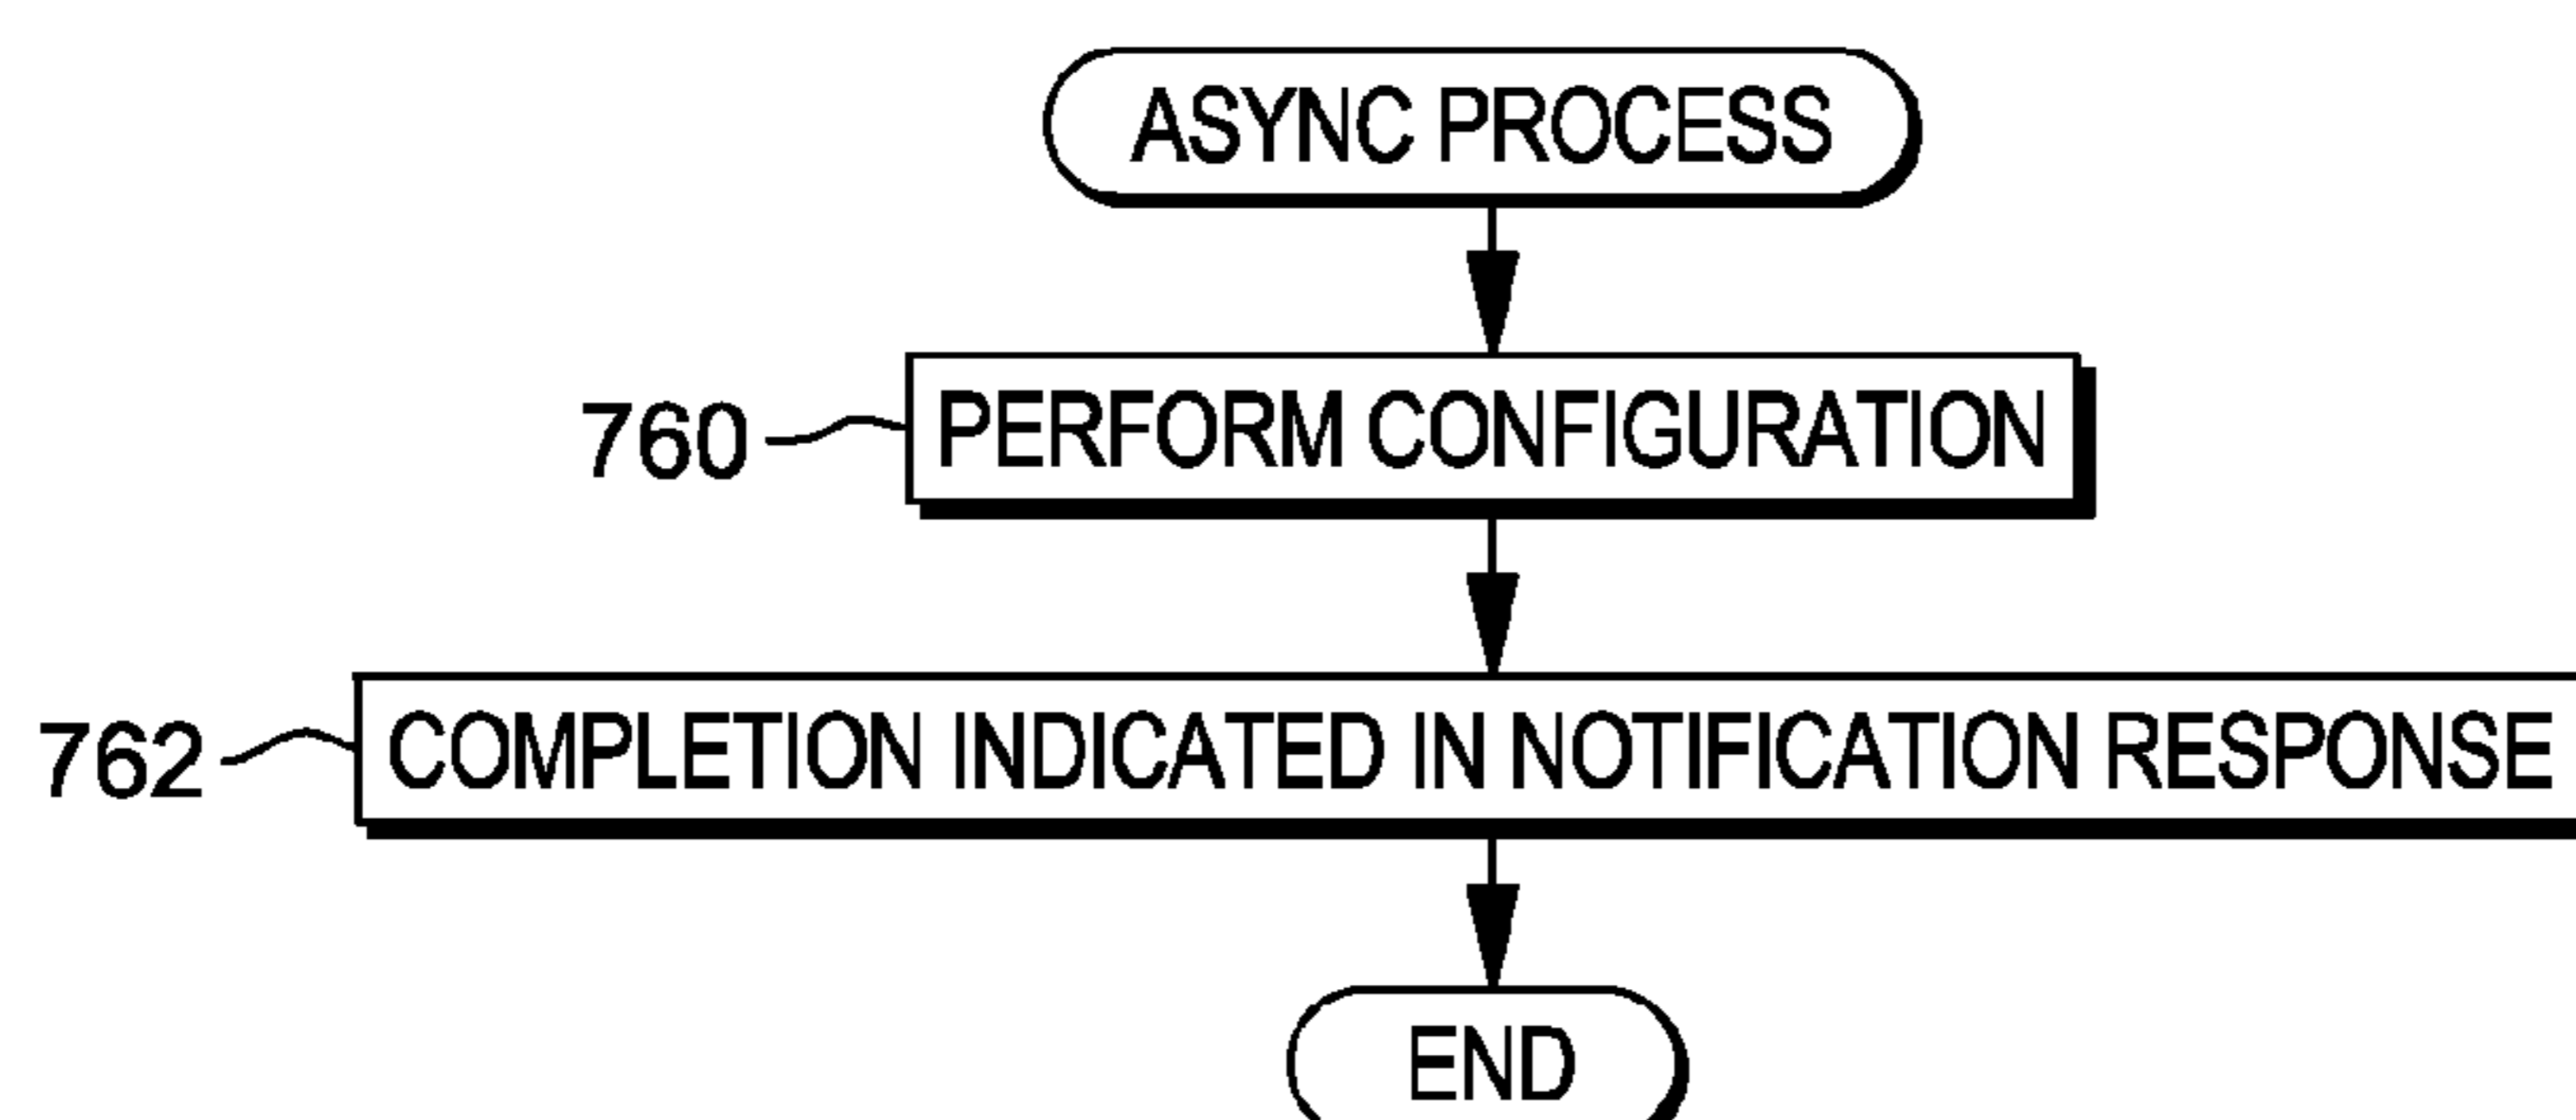 ASYNC PROCESS
760 PERFORM CONFIGURATION
762 COMPLETION INDICATED IN NOTIFICATION RESPONSE
END